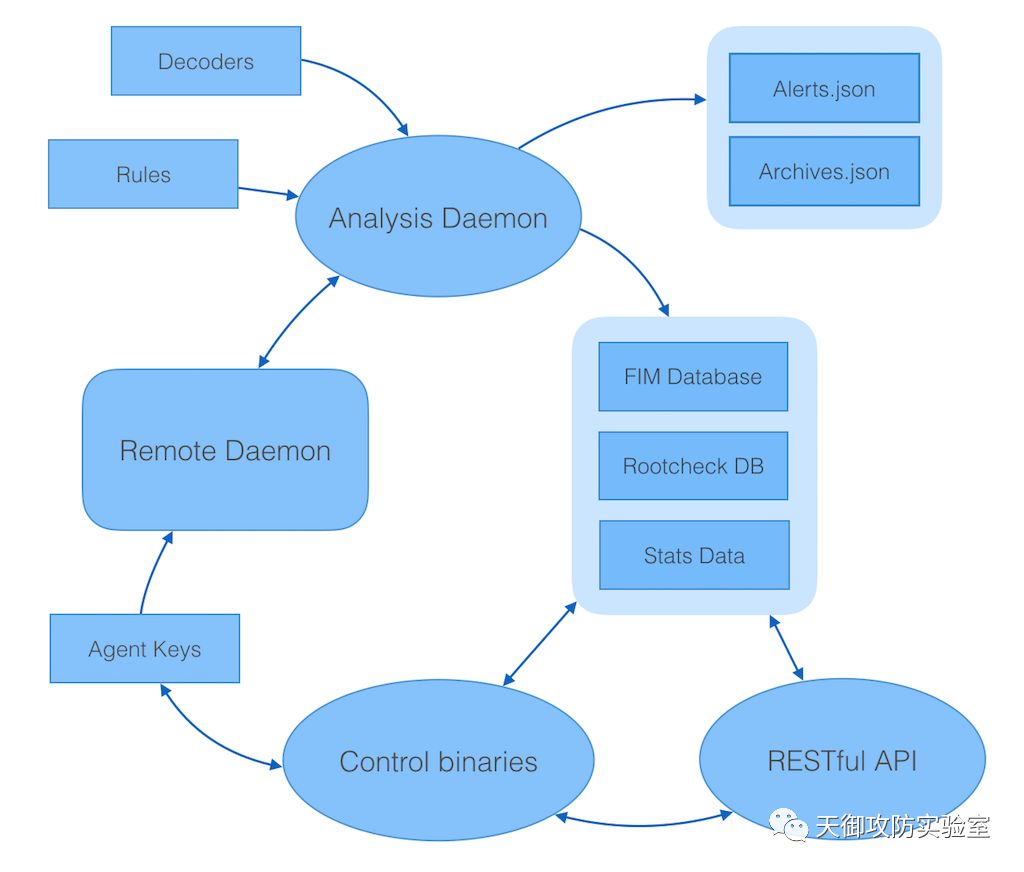 Decoders
Alerts.json
Rules
Archives.json
Analysis Daemon
FIM Database
Remote Daemon
Rootcheck DB
Stats Data
Agent Keys
Control binaries
RESTful API
天御攻防实验室